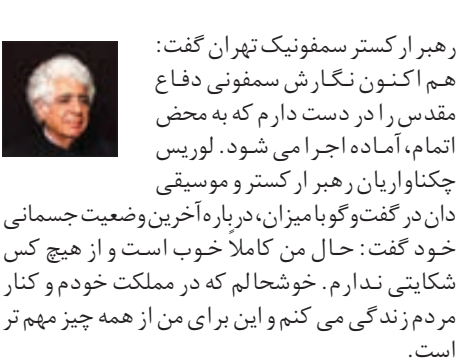 رهبر ارکستر سمفونیک تهران گفت:
هم اکنون نگارش سمفونی دفاع
مقدس را در دست دارم که به محض
اتمام، آماده اجرا می شود. لوریس
چکناواریان رهبر ارکستر و موسیقی
دان در گفت‌وگو با میزان، درباره آخرین وضعیت جسمانی
خود گفت: حال من کاملاً خوب است و از هیچ کس
شکایتی ندارم. خوشحالم که در مملکت خودم و کنار
مردم زندگی می کنم و این برای من از همه چیز مهم تر
است.